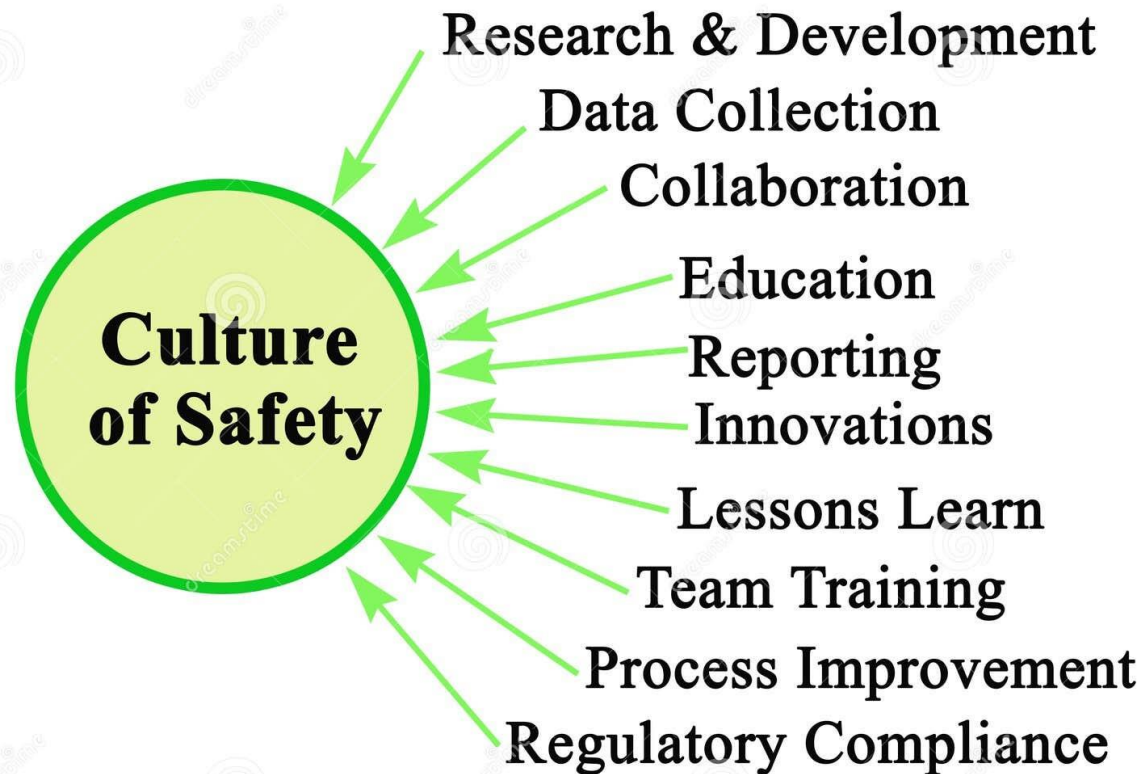 Research & Development
Data Collection
Collaboration
Education
Reporting
Innovations
Lessons Learn
Team Training
Process Improvement
Regulatory Compliance
Culture
of Safety
dreamstime